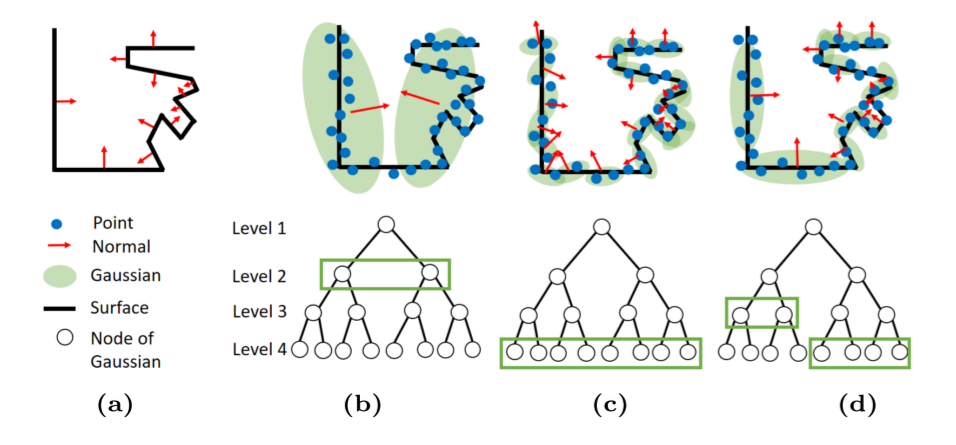 Point
Normal
Gaussian
Surface
Node of
Gaussian
Level 1
Level 2
Level 3
Level 4
(a)
(b)
(c)
(d)